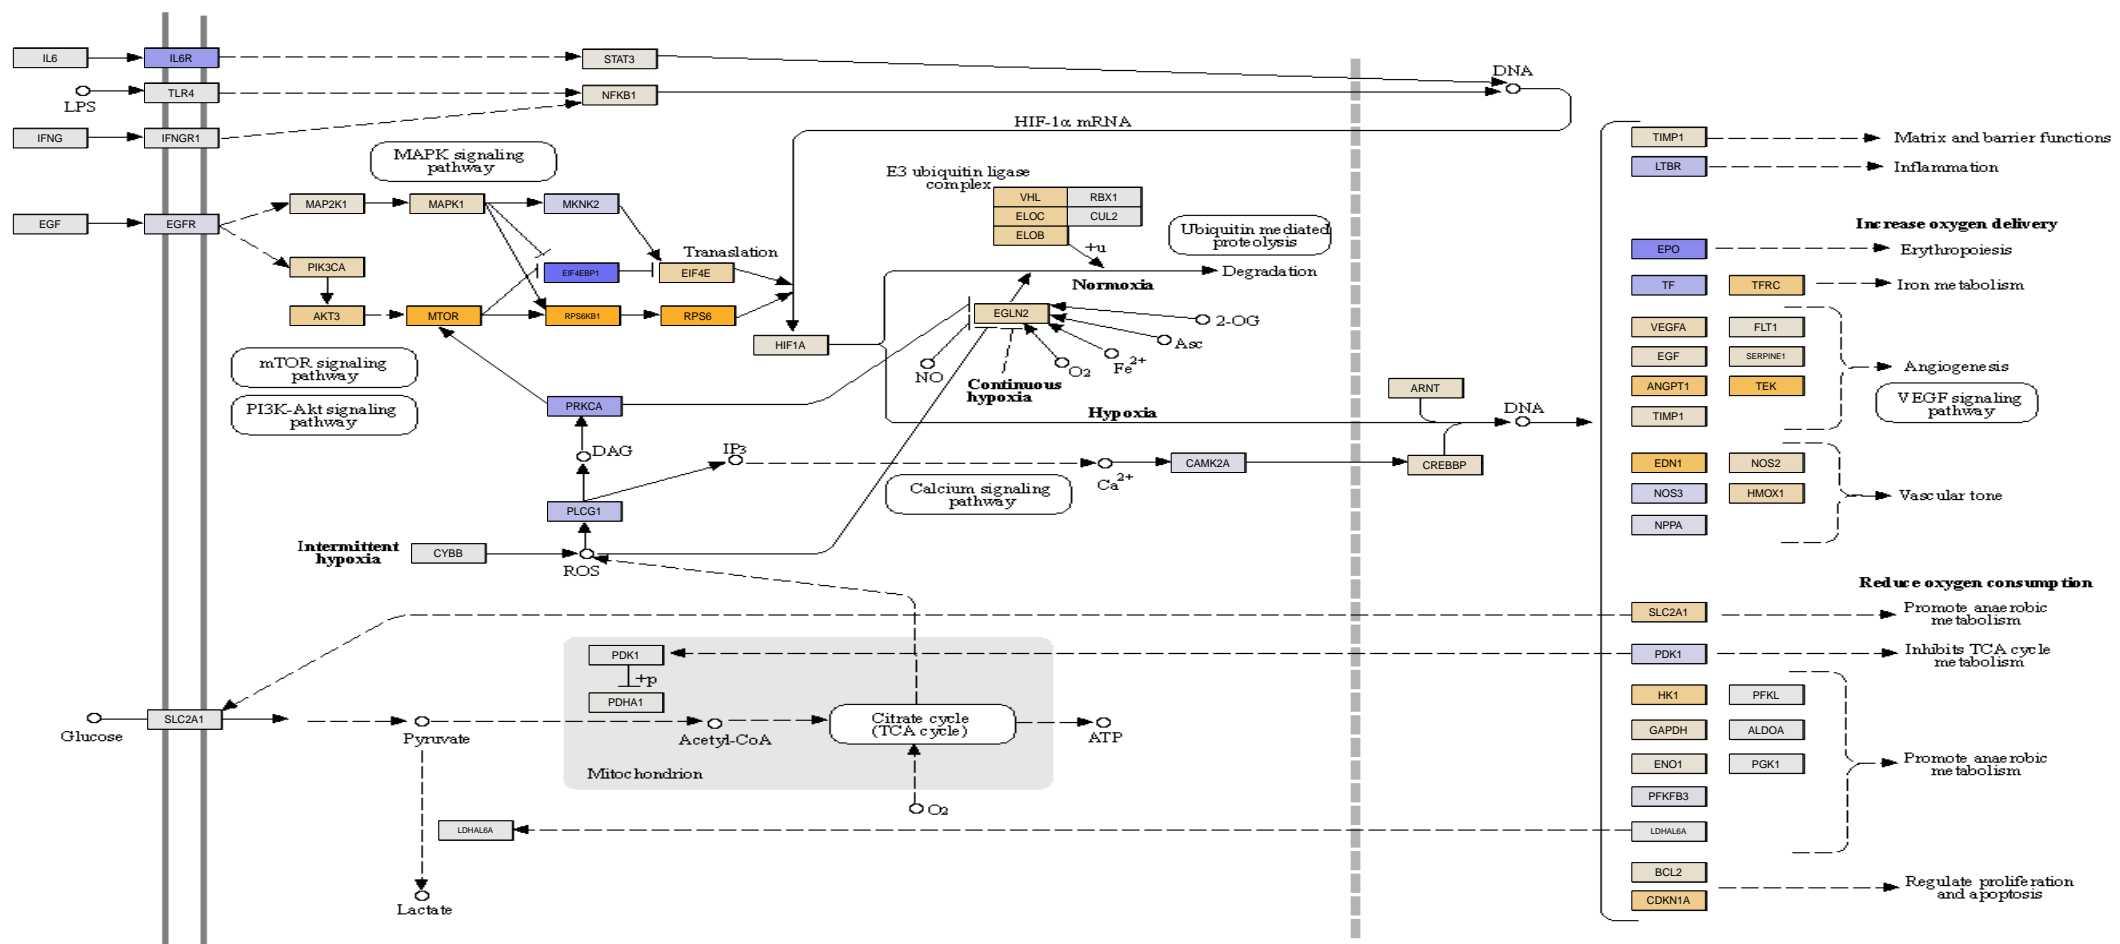 IL6
IL6R
STAT3
DNA
LPS
TLR4
NFKB1
IFNG
IFNGR1
HIF-1α mRNA
MAPK signaling
pathway
E3 ubiquitin ligase
complex
TIMP1
Matrix and barrier functions
LTBR
Inflammation
MAP2K1
MAPK1
MKNK2
VHL
RBX1
ELOC
CUL2
ELOB
+u
Ubiquitin mediated
proteolysis
EGF
EGFR
Increase oxygen delivery
EPO
Erythropoiesis
Tranaslation
PIK3CA
EIF4EBP1
EIF4E
Degradation
Normoxia
TF
TFRC
Iron metabolism
AKT3
MTOR
RPS6KB1
RPS6
EGLN2
2-OG
Asc
Fe2+
O2
NO
HIF1A
VEGFA
FLT1
EGF
SERPINE1
Angiogenesis
ANGPT1
TEK
TIMP1
VEGF signaling
pathway
mTOR signaling
pathway
PI3K-Akt signaling
pathway
Continuous
hypoxia
Hypoxia
ARNT
DNA
PRKCA
DAG
IP3
Ca2+
CAMK2A
CREBBP
Calcium signaling
pathway
EDN1
NOS2
NOS3
HMOX1
Vascular tone
NPPA
PLCG1
Intermittent
hypoxia
CYBB
ROS
Reduce oxygen consumption
SLC2A1
Promote anaerobic
metabolism
PDK1
+p
PDHA1
PDK1
Inhibits TCA cycle
metabolism
HK1
PFKL
Glucose
SLC2A1
Pyruvate
Acetyl-CoA
Citrate cycle
(TCA cycle)
ATP
GAPDH
ALDOA
ENO1
PGK1
Promote anaerobic
metabolism
Mitochondrion
O2
PFKFB3
LDHAL6A
LDHAL6A
BCL2
CDKN1A
Regulate proliferation
and apoptosis
Lactate